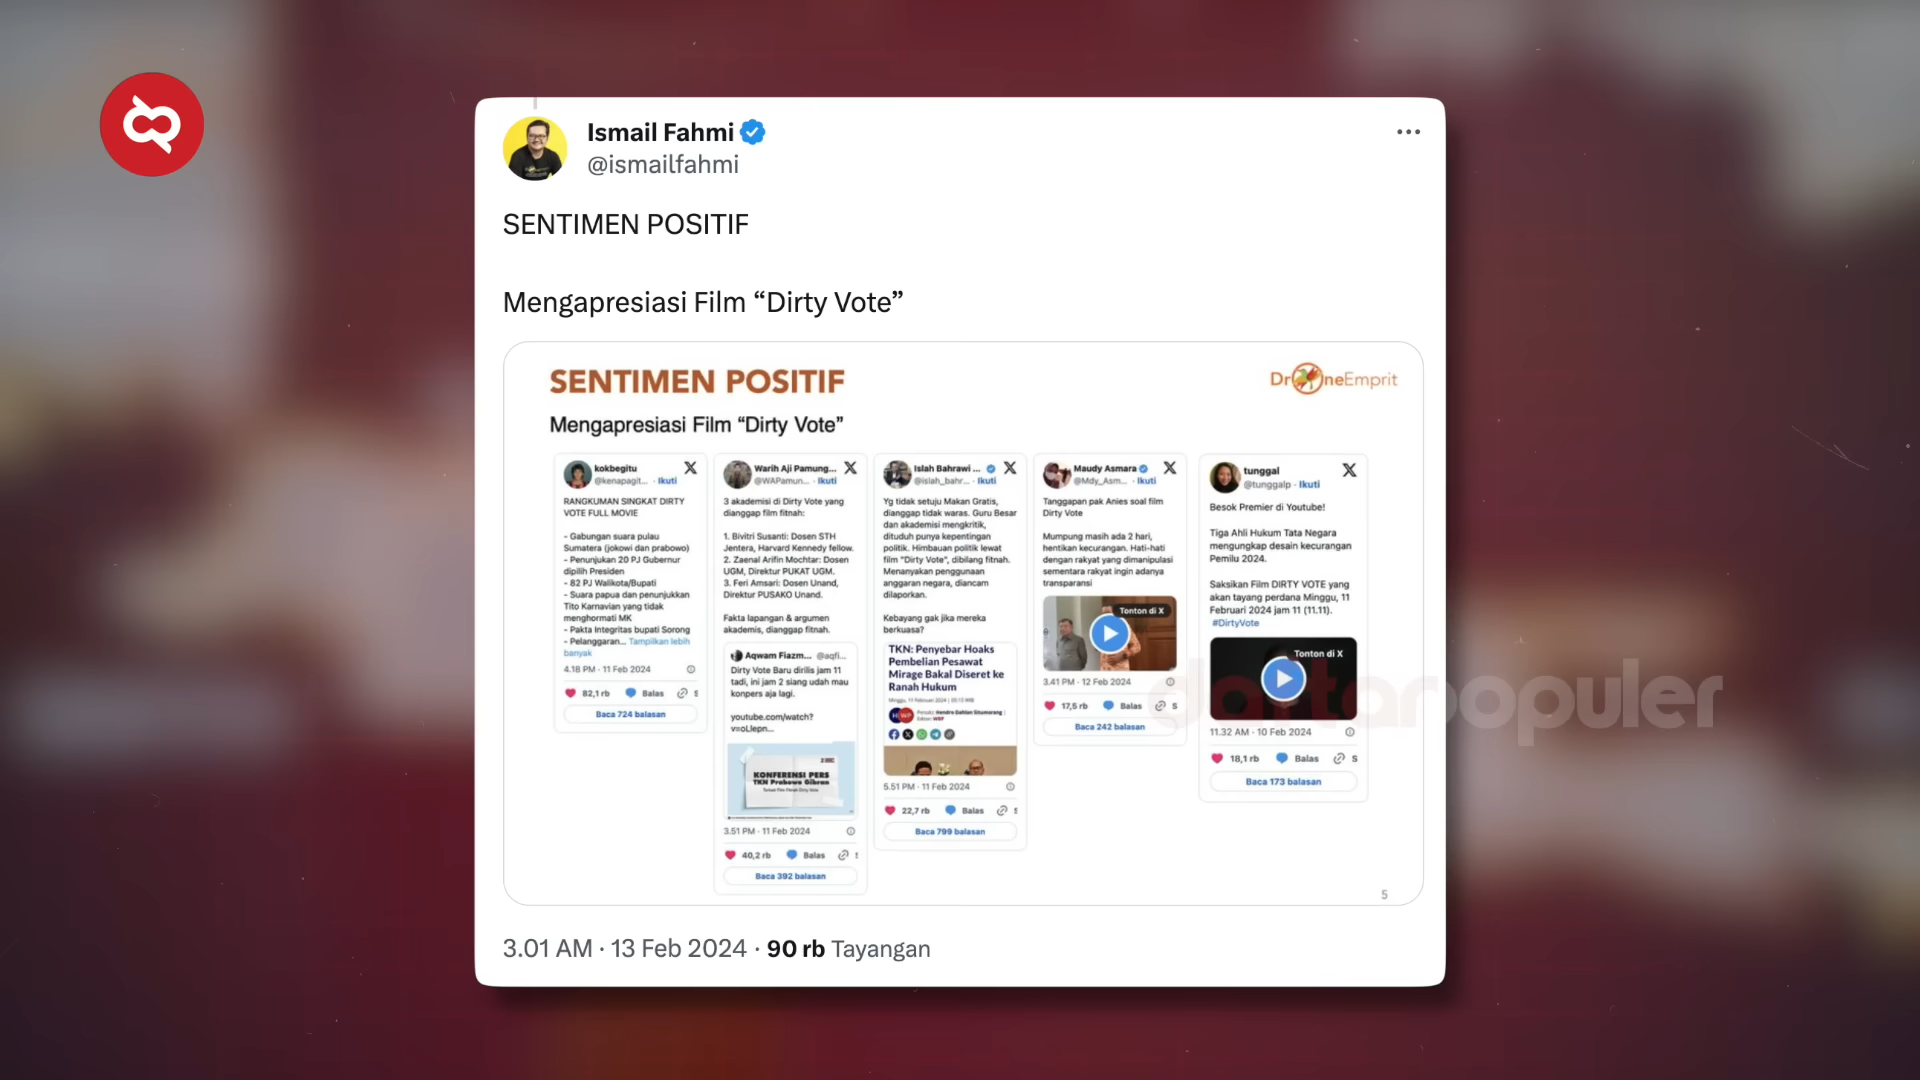 Ismail Fahmi
@ismailfahmi
SENTIMEN POSITIF
Mengapresiasi Film “Dirty Vote”
SENTIMEN POSITIF
DroneEmprit
Mengapresiasi Film “Dirty Vote”
kokbegitu
@kenapagit... · Ikuti
RANGKUMAN SINGKAT DIRTY
VOTE FULL MOVIE
- Gabungan suara pulau
Sumatera (jokowi dan prabowo)
- Penunjukan 20 PJ Gubernur
dipilih Presiden
- 82 PJ Walikota/Bupati
- Suara papua dan penunjukkan
Tito Karnavian yang tidak
menghormati MK
- Pakta Integritas bupati Sorong
- Pelanggaran... Tampilkan lebih
banyak
4.18 PM · 11 Feb 2024
82,1 rb Balas S
Baca 724 balasan
Warih Aji Pamung...
@WAPamun... · Ikuti
3 akademisi di Dirty Vote yang
dianggap film fitnah:
1. Bivitri Susanti: Dosen STH
Jentera, Harvard Kennedy fellow.
2. Zaenal Arifin Mochtar: Dosen
UGM, Direktur PUKAT UGM.
3. Feri Amsari: Dosen Unand,
Direktur PUSAKO Unand.
Fakta lapangan & argumen
akademis, dianggap fitnah.
Aqwam Fiazm... @aqfi...
Dirty Vote Baru dirilis jam 11
tadi, ini jam 2 siang udah mau
konpers aja lagi.
youtube.com/watch?
KONFERENSI PERS
TKN Prabowo Gibran
Terkait Film Fitnah Dirty Vote
3.51 PM · 11 Feb 2024
40,2 rb Balas
Baca 392 balasan
Islah Bahrawi ...
@islah_bahr... · Ikuti
Yg tidak setuju Makan Gratis,
dianggap tidak waras. Guru Besar
dan akademisi mengkritik,
dituduh punya kepentingan
politik. Himbauan politik lewat
film "Dirty Vote", dibilang fitnah.
Menanyakan penggunaan
anggaran negara, diancam
dilaporkan.
Kebayang gak jika mereka
berkuasa?
TKN: Penyebar Hoaks
Pembelian Pesawat
Mirage Bakal Diseret ke
Ranah Hukum
5.51 PM · 11 Feb 2024
22,7 rb Balas
Baca 799 balasan
Maudy Asmara
@Mdy_Asm... · Ikuti
Tanggapan pak Anies soal film
Dirty Vote
Mumpung masih ada 2 hari,
hentikan kecurangan. Hati-hati
dengan rakyat yang dimanipulasi
sementara rakyat ingin adanya
transparansi
Tonton di X
3.41 PM · 12 Feb 2024
17,5 rb Balas S
Baca 242 balasan
tunggal
@tunggalp · Ikuti
Besok Premier di Youtube!
Tiga Ahli Hukum Tata Negara
mengungkap desain kecurangan
Pemilu 2024.
Saksikan Film DIRTY VOTE yang
akan tayang perdana Minggu, 11
Februari 2024 jam 11 (11.11).
#DirtyVote
Tonton di X
11.32 AM · 10 Feb 2024
18,1 rb Balas S
Baca 173 balasan
5
daftar populer
3.01 AM · 13 Feb 2024 · 90 rb Tayangan